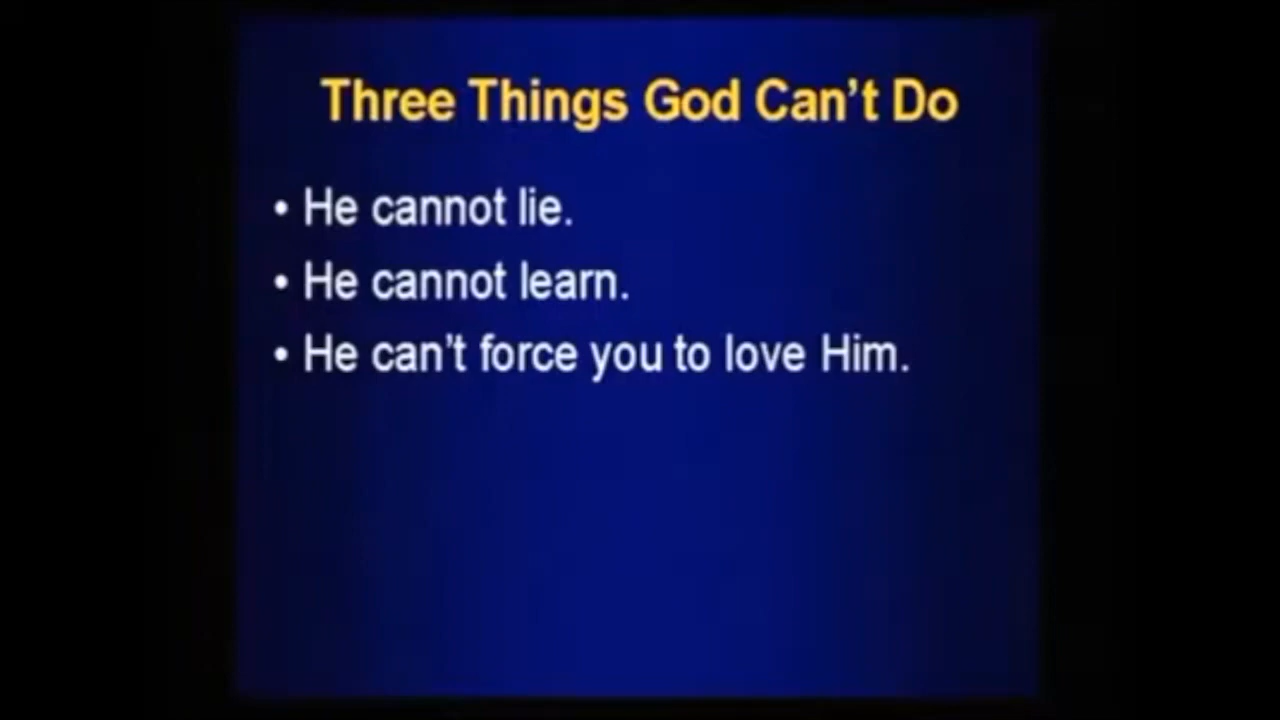 Three Things God Can't Do
• He cannot lie.
• He cannot learn.
• He can't force you to love Him.